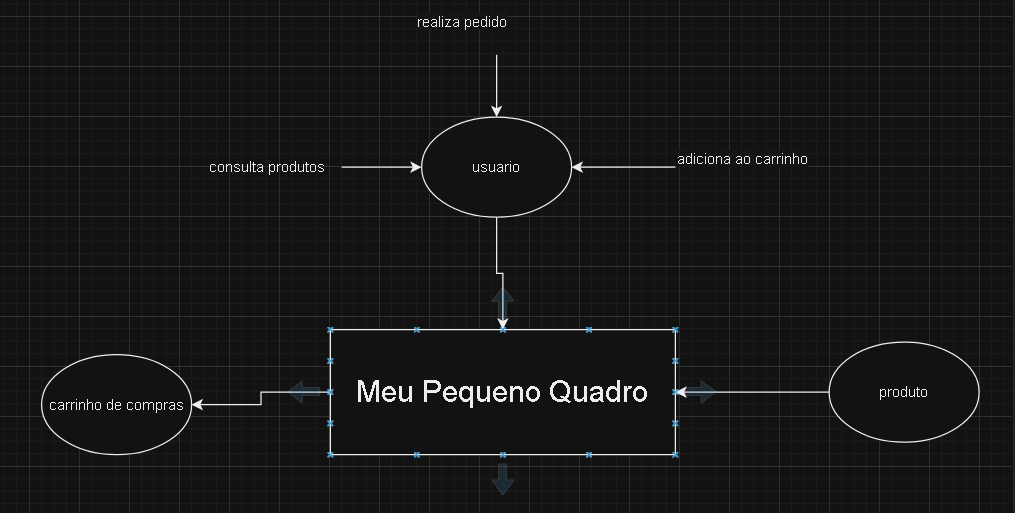 realiza pedido
consulta produtos
usuario
adiciona ao carrinho
carrinho de compras
Meu Pequeno Quadro
produto